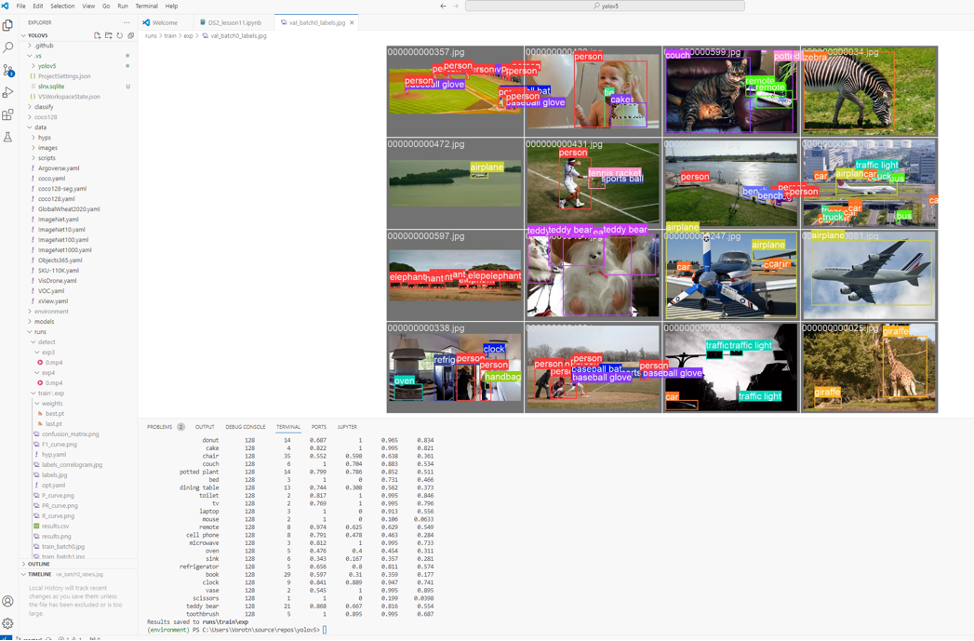 File Edit Selection View Go Run Terminal Help
yolov5
EXPLORER
Welcome
OS2_lesson11.ipynb
val_batch0_labels.jpg
runs > train > exp > val_batch0_labels.jpg
YOLOV5
.github
.vs
yolov5
ProjectSettings.json
slnx.sqlite U
VSWorkspaceState.json
classify
coco128
data
hyps
images
scripts
Argoverse.yaml
coco.yaml
coco128-seg.yaml
coco128.yaml
GlobalWheat2020.yaml
ImageNet.yaml
ImageNet10.yaml
ImageNet100.yaml
ImageNet1000.yaml
Objects365.yaml
SKU-110K.yaml
VisDrone.yaml
VOC.yaml
xView.yaml
environment
models
runs
detect
exp3
0.mp4
exp4
0.mp4
train \ exp
weights
best.pt
last.pt
confusion_matrix.png
F1_curve.png
hyp.yaml
labels_correlogram.jpg
labels.jpg
opt.yaml
P_curve.png
PR_curve.png
R_curve.png
results.csv
results.png
train_batch0.jpg
train_batch1.jpg
OUTLINE
TIMELINE val_batch0_labels.jpg
Local History will track recent
changes as you save them unless
the file has been excluded or is too
large.
000000000357.jpg
person
person
baseball glove
person
baseball glove
person
cake
couch
potted
remote
remote
zebra
000000000472.jpg
airplane
000000000431.jpg
person
tennis racket
sports ball
person
bench
bench
person
person
traffic light
car
airplane
truck
bus
car
car
truck
bus
000000000597.jpg
elephant
elephant
teddy bear
teddy bear
airplane
car
airplane
car
airplane
000000000338.jpg
clock
person
person
oven
handbag
person
person
person
baseball bat
baseball glove
person
baseball glove
traffic light
traffic light
car
giraffe
giraffe
PROBLEMS 2 OUTPUT DEBUG CONSOLE TERMINAL PORTS JUPYTER
donut 128 14 0.687 1 0.965 0.834
cake 128 4 0.822 1 0.995 0.821
chair 128 35 0.552 0.598 0.638 0.361
couch 128 6 1 0.704 0.883 0.534
potted plant 128 14 0.799 0.786 0.852 0.511
bed 128 3 1 0 0.731 0.466
dining table 128 13 0.744 0.308 0.562 0.373
toilet 128 2 0.817 1 0.995 0.846
tv 128 2 0.769 1 0.995 0.796
laptop 128 3 1 0 0.913 0.556
mouse 128 2 1 0 0.106 0.0633
remote 128 8 0.974 0.625 0.629 0.549
cell phone 128 8 0.791 0.478 0.463 0.284
microwave 128 3 0.812 1 0.995 0.733
oven 128 5 0.476 0.4 0.454 0.311
sink 128 6 0.343 0.167 0.357 0.281
refrigerator 128 5 0.656 0.8 0.811 0.574
book 128 29 0.597 0.31 0.359 0.177
clock 128 9 0.841 0.889 0.947 0.741
vase 128 2 0.545 1 0.995 0.895
scissors 128 1 1 0 0.199 0.0398
teddy bear 128 21 0.868 0.667 0.816 0.554
toothbrush 128 5 1 0.895 0.995 0.687
Results saved to runs\train\exp
(environment) PS C:\Users\Vorotn\source\repos\yolov5>